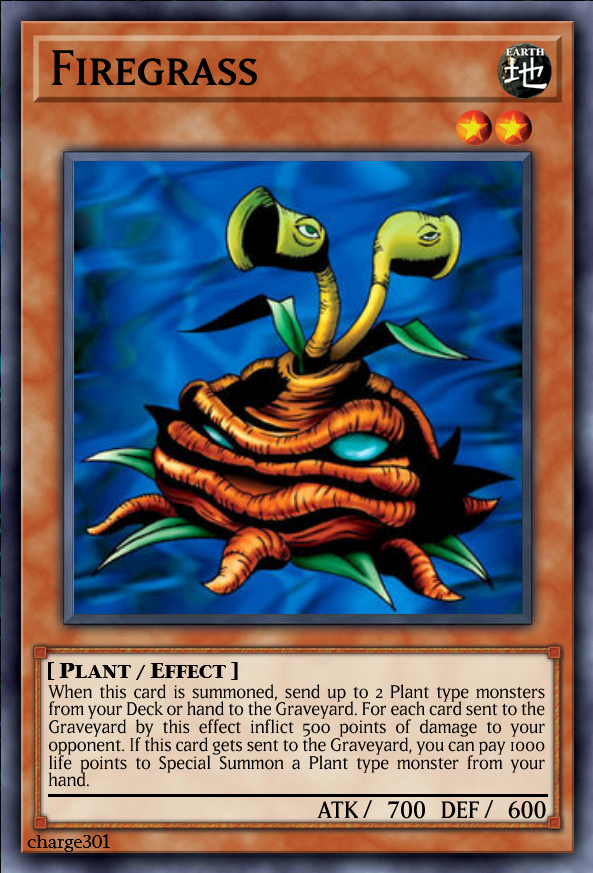 Firegrass
EARTH
地
[ Plant / Effect ]
When this card is summoned, send up to 2 Plant type monsters
from your Deck or hand to the Graveyard. For each card sent to the
Graveyard by this effect inflict 500 points of damage to your
opponent. If this card gets sent to the Graveyard, you can pay 1000
life points to Special Summon a Plant type monster from your
hand.
ATK / 700 DEF / 600
charge301